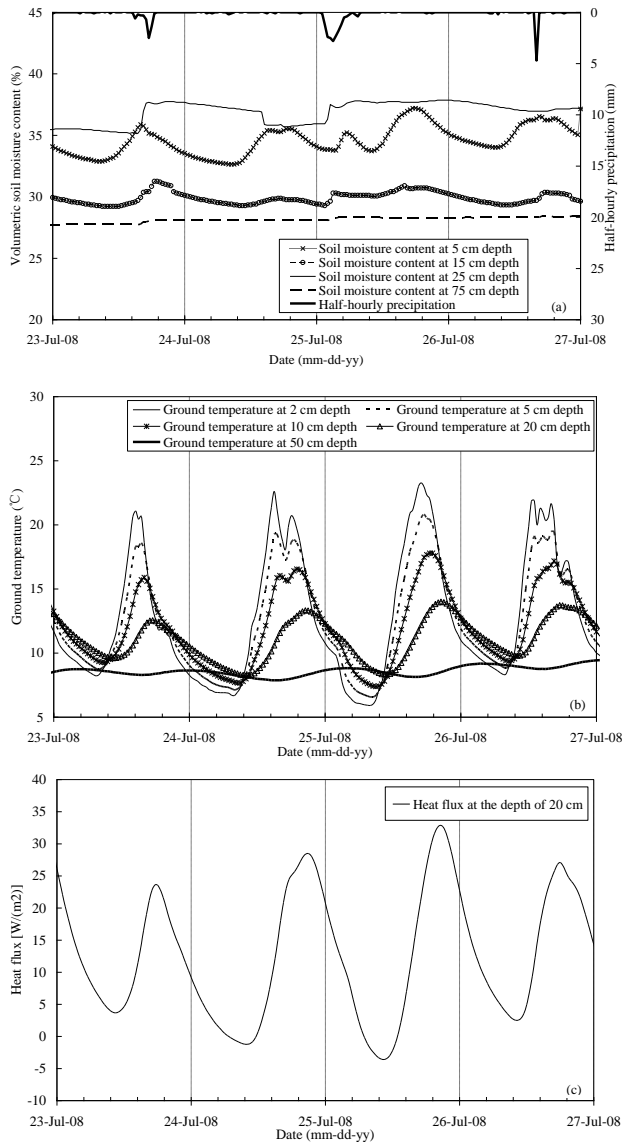 45
40
35
30
25
20
Volumetric soil moisture content (%)
0
5
10
15
20
25
30
Half-hourly precipitation (mm)
Soil moisture content at 5 cm depth
Soil moisture content at 15 cm depth
Soil moisture content at 25 cm depth
Soil moisture content at 75 cm depth
Half-hourly precipitation
(a)
23-Jul-08 24-Jul-08 25-Jul-08 26-Jul-08 27-Jul-08
Date (mm-dd-yy)
30
25
20
15
10
5
Ground temperature (℃)
Ground temperature at 2 cm depth Ground temperature at 5 cm depth
Ground temperature at 10 cm depth Ground temperature at 20 cm depth
Ground temperature at 50 cm depth
(b)
23-Jul-08 24-Jul-08 25-Jul-08 26-Jul-08 27-Jul-08
Date (mm-dd-yy)
40
35
30
25
20
15
10
5
0
-5
-10
Heat flux [W/(m2)]
Heat flux at the depth of 20 cm
(c)
23-Jul-08 24-Jul-08 25-Jul-08 26-Jul-08 27-Jul-08
Date (mm-dd-yy)